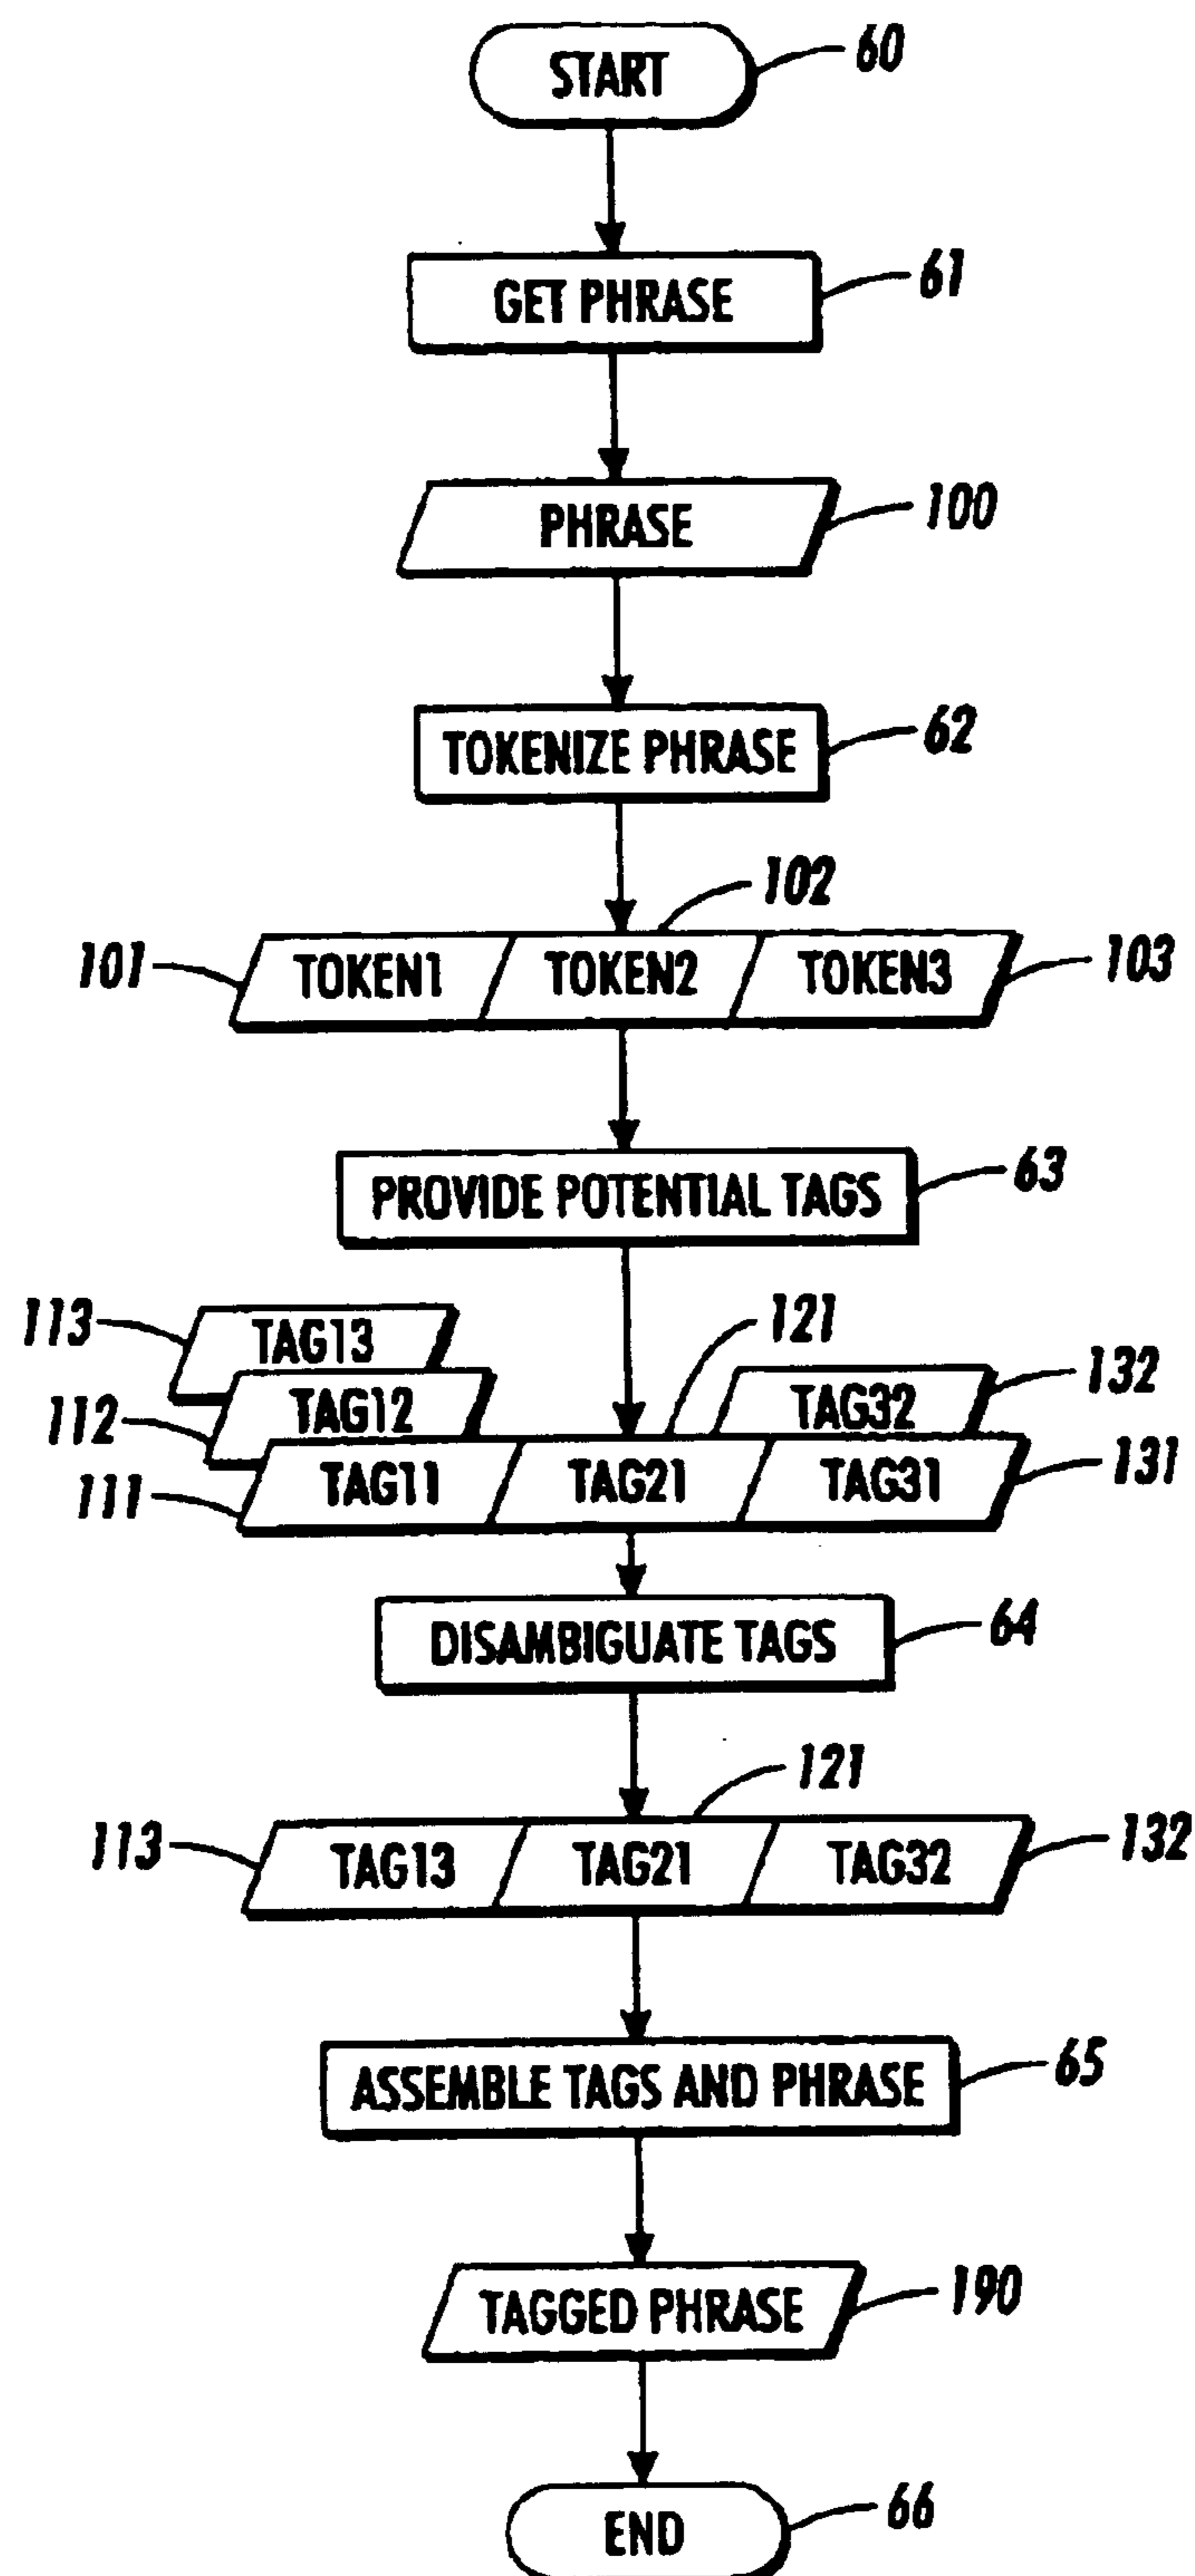 START 60
GET PHRASE 61
PHRASE 100
TOKENIZE PHRASE 62
102
101 TOKEN1 TOKEN2 TOKEN3 103
PROVIDE POTENTIAL TAGS 63
113 TAG13 121
112 TAG12 TAG32 132
111 TAG11 TAG21 TAG31 131
DISAMBIGUATE TAGS 64
121
113 TAG13 TAG21 TAG32 132
ASSEMBLE TAGS AND PHRASE 65
TAGGED PHRASE 190
END 66